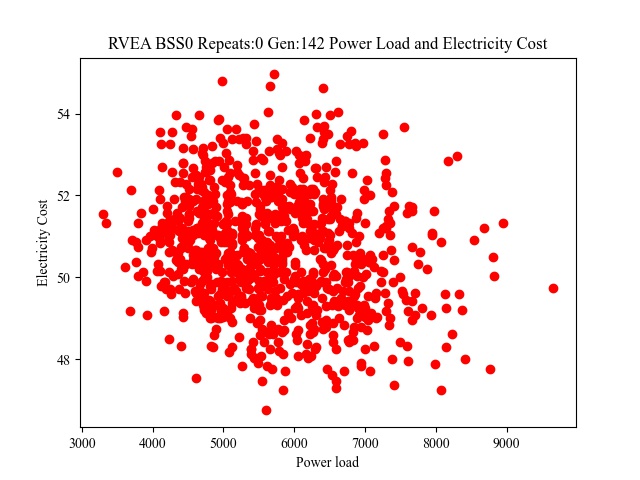 RVEA BSS0 Repeats:0 Gen:142 Power Load and Electricity Cost
Electricity Cost
54
52
50
48
3000 4000 5000 6000 7000 8000 9000
Power load